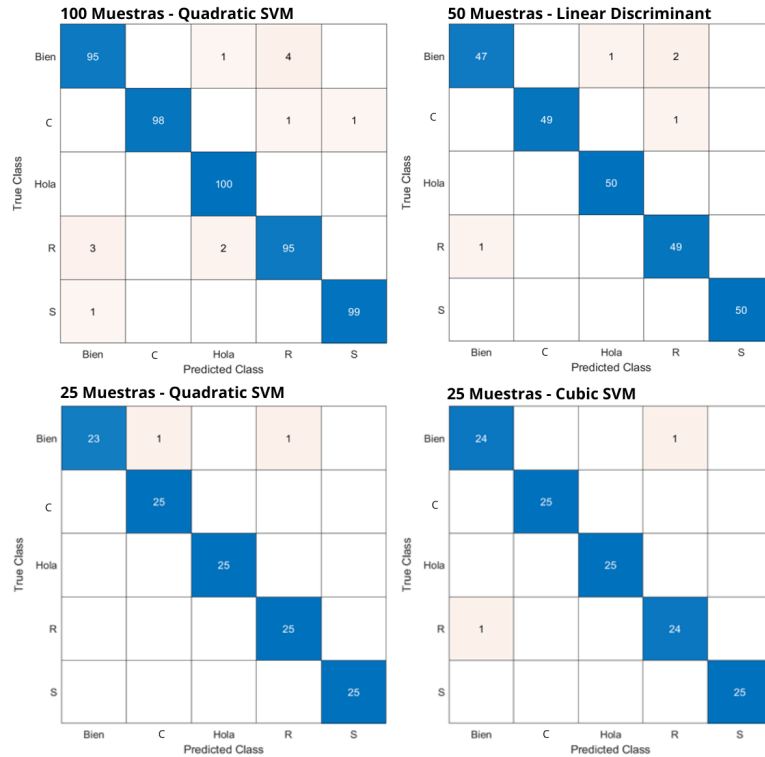 100 Muestras - Quadratic SVM
Bien 95 1 4
C 98 1 1
Hola 100
R 3 2 95
S 1 99
Bien C Hola R S
Predicted Class
True Class
50 Muestras - Linear Discriminant
Bien 47 1 2
C 49 1
Hola 50
R 1 49
S 50
Bien C Hola R S
Predicted Class
True Class
25 Muestras - Quadratic SVM
Bien 23 1 1
C 25
Hola 25
R 25
S 25
Bien C Hola R S
Predicted Class
True Class
25 Muestras - Cubic SVM
Bien 24 1
C 25
Hola 25
R 1 24
S 25
Bien C Hola R S
Predicted Class
True Class